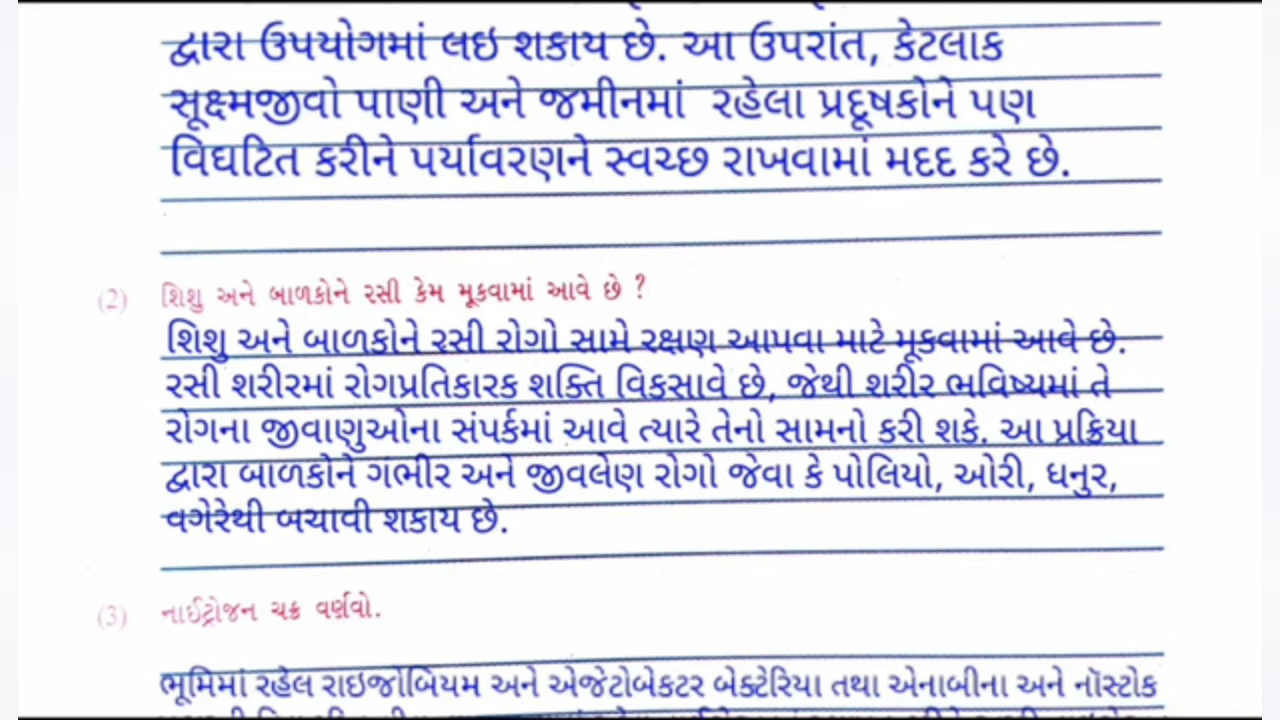 દ્વારા ઉપયોગમાં લઇ શકાય છે. આ ઉપરાંત, કેટલાક
સૂક્ષ્મજીવો પાણી અને જમીનમાં રહેલા પ્રદૂષકોને પણ
વિઘટિત કરીને પર્યાવરણને સ્વચ્છ રાખવામાં મદદ કરે છે.
(2) શિશુ અને બાળકોને રસી કેમ મૂકવામાં આવે છે ?
શિશુ અને બાળકોને રસી રોગો સામે રક્ષણ આપવા માટે મૂકવામાં આવે છે.
રસી શરીરમાં રોગપ્રતિકારક શક્તિ વિકસાવે છે, જેથી શરીર ભવિષ્યમાં તે
રોગના જીવાણુઓના સંપર્કમાં આવે ત્યારે તેનો સામનો કરી શકે. આ પ્રક્રિયા
દ્વારા બાળકોને ગંભીર અને જીવલેણ રોગો જેવા કે પોલિયો, ઓરી, ધનુર,
વગેરેથી બચાવી શકાય છે.
(3) નાઈટ્રોજન ચક્ર વર્ણવો.
ભૂમિમાં રહેલ રાઇજોબિયમ અને એજેટોબેકટર બેક્ટેરિયા તથા એનાબીના અને નૉસ્ટોક